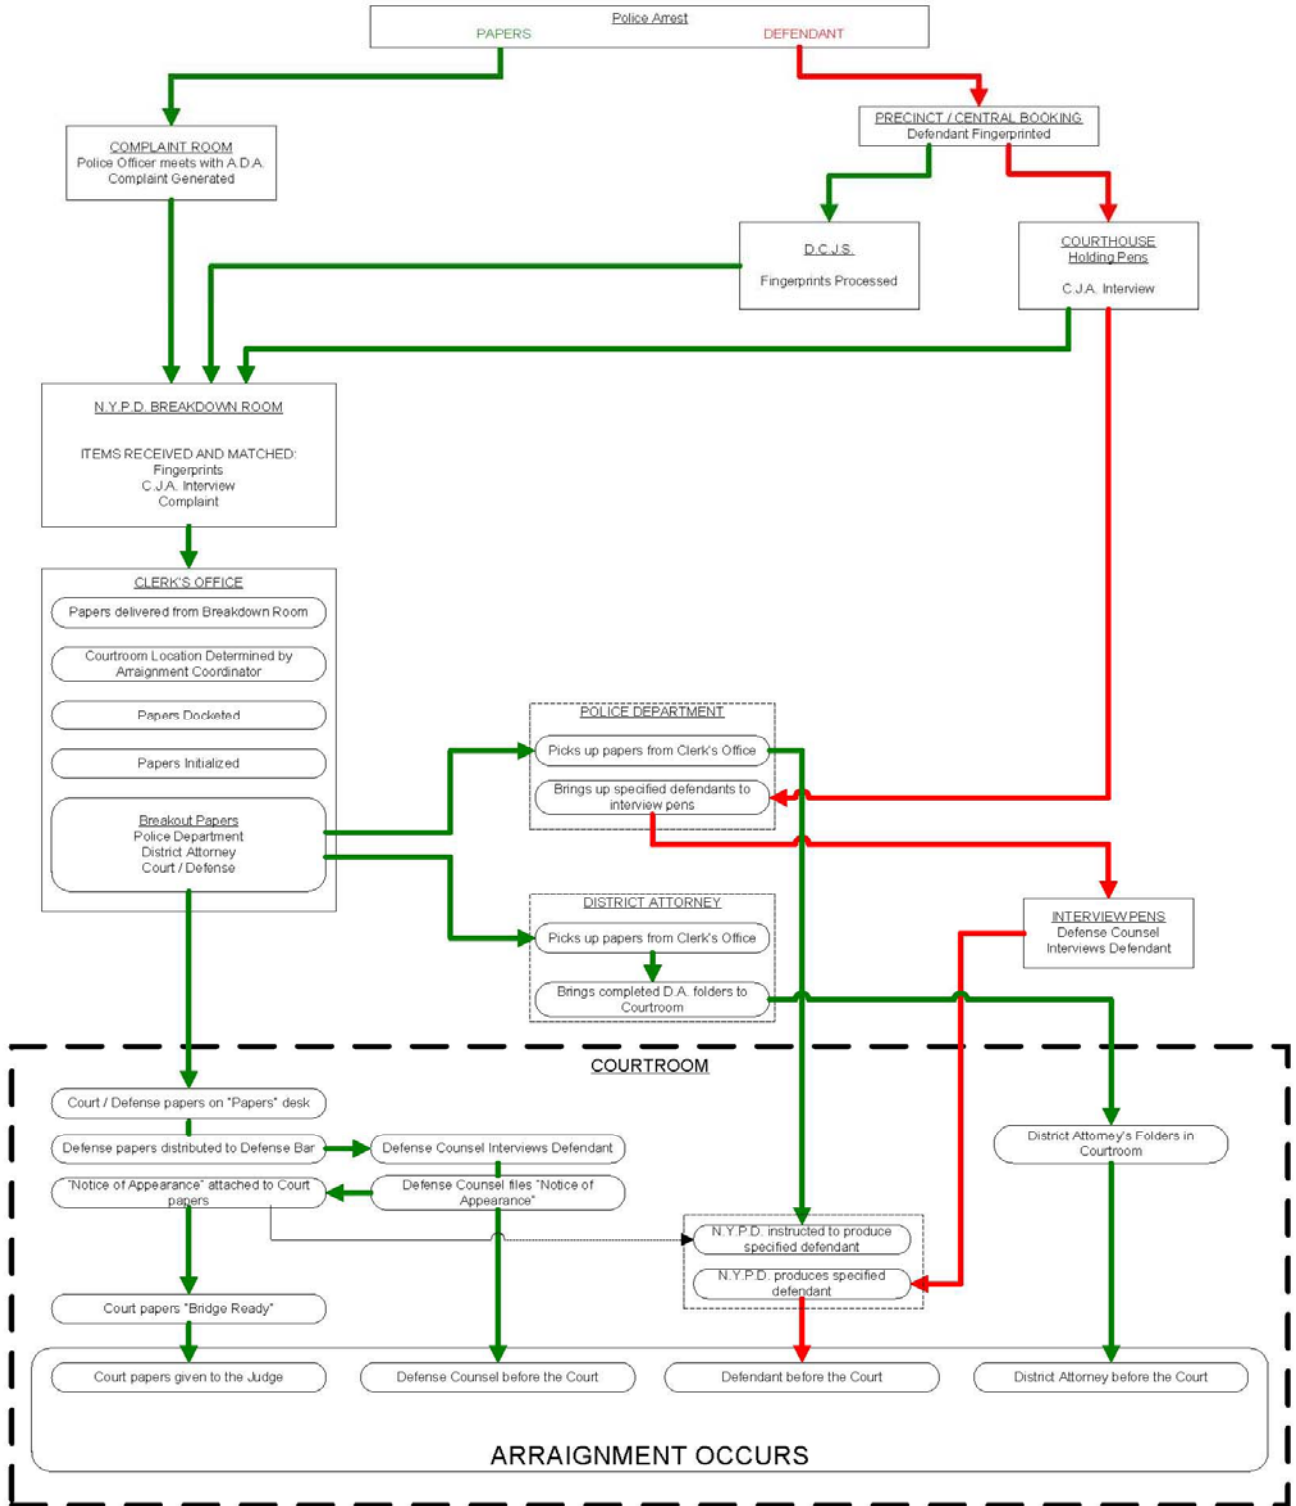 Police Arrest
PAPERS
DEFENDANT
PRECINCT / CENTRAL BOOKING
Defendant Fingerprinted
COMPLAINT ROOM
Police Officer meets with A.D.A.
Complaint Generated
D.C.J.S.
Fingerprints Processed
COURTHOUSE
Holding Pens
C.J.A. Interview
N.Y.P.D. BREAKDOWN ROOM
ITEMS RECEIVED AND MATCHED:
Fingerprints
C.J.A. Interview
Complaint
CLERK'S OFFICE
Papers delivered from Breakdown Room
Courtroom Location Determined by
Arraignment Coordinator
Papers Docketed
Papers Initialized
Breakout Papers
Police Department
District Attorney
Court / Defense
POLICE DEPARTMENT
Picks up papers from Clerk's Office
Brings up specified defendants to
interview pens
DISTRICT ATTORNEY
Picks up papers from Clerk's Office
Brings completed D.A. folders to
Courtroom
INTERVIEW PENS
Defense Counsel
Interviews Defendant
COURTROOM
Court / Defense papers on "Papers" desk
Defense papers distributed to Defense Bar
Defense Counsel Interviews Defendant
District Attorney's Folders in
Courtroom
"Notice of Appearance" attached to Court
papers
Defense Counsel files "Notice of
Appearance"
N.Y.P.D. instructed to produce
specified defendant
N.Y.P.D. produces specified
defendant
Court papers "Bridge Ready"
Court papers given to the Judge
Defense Counsel before the Court
Defendant before the Court
District Attorney before the Court
ARRAIGNMENT OCCURS